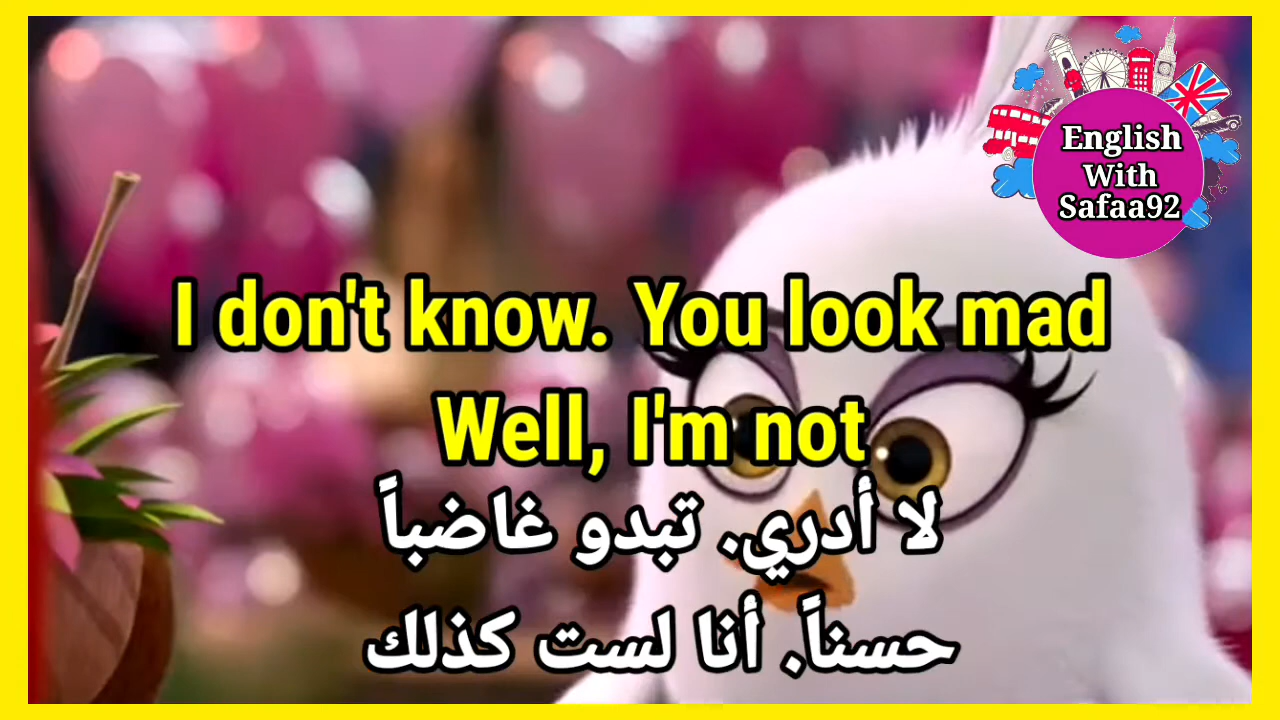 English
With
Safaa92
I don't know. You look mad
Well, I'm not
لا أدري. تبدو غاضباً
حسناً. أنا لست كذلك